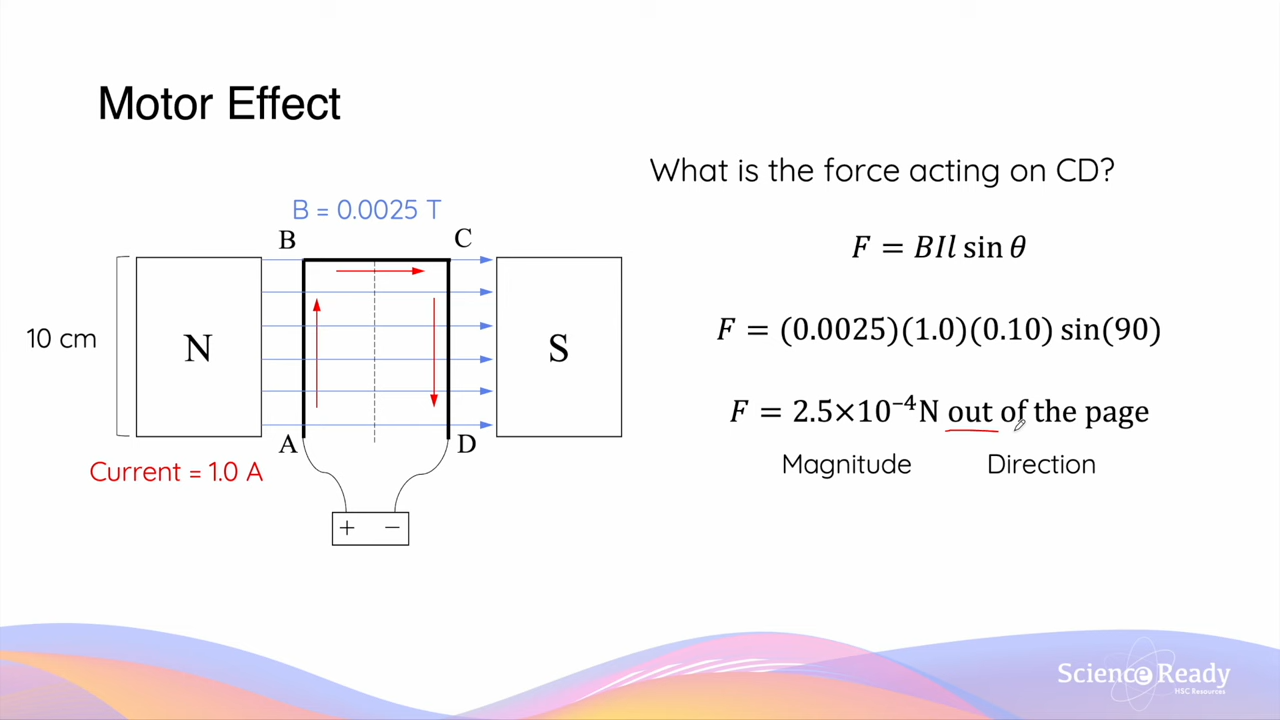 Motor Effect
What is the force acting on CD?
B = 0.0025 T
B
C
F = BIl sin θ
10 cm
N
S
F = (0.0025)(1.0)(0.10) sin(90)
F = 2.5×10⁻⁴N out of the page
A
D
Current = 1.0 A
Magnitude
Direction
+ −
Science Ready
HSC Resources